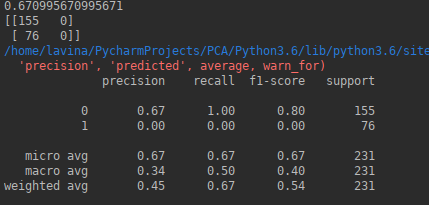 0.670995670995671
[[155   0]
 [ 76   0]]
/home/lavina/PycharmProjects/PCA/Python3.6/lib/python3.6/site
  'precision', 'predicted', average, warn_for)
              precision    recall  f1-score   support

           0       0.67      1.00      0.80       155
           1       0.00      0.00      0.00        76

   micro avg       0.67      0.67      0.67       231
   macro avg       0.34      0.50      0.40       231
weighted avg       0.45      0.67      0.54       231